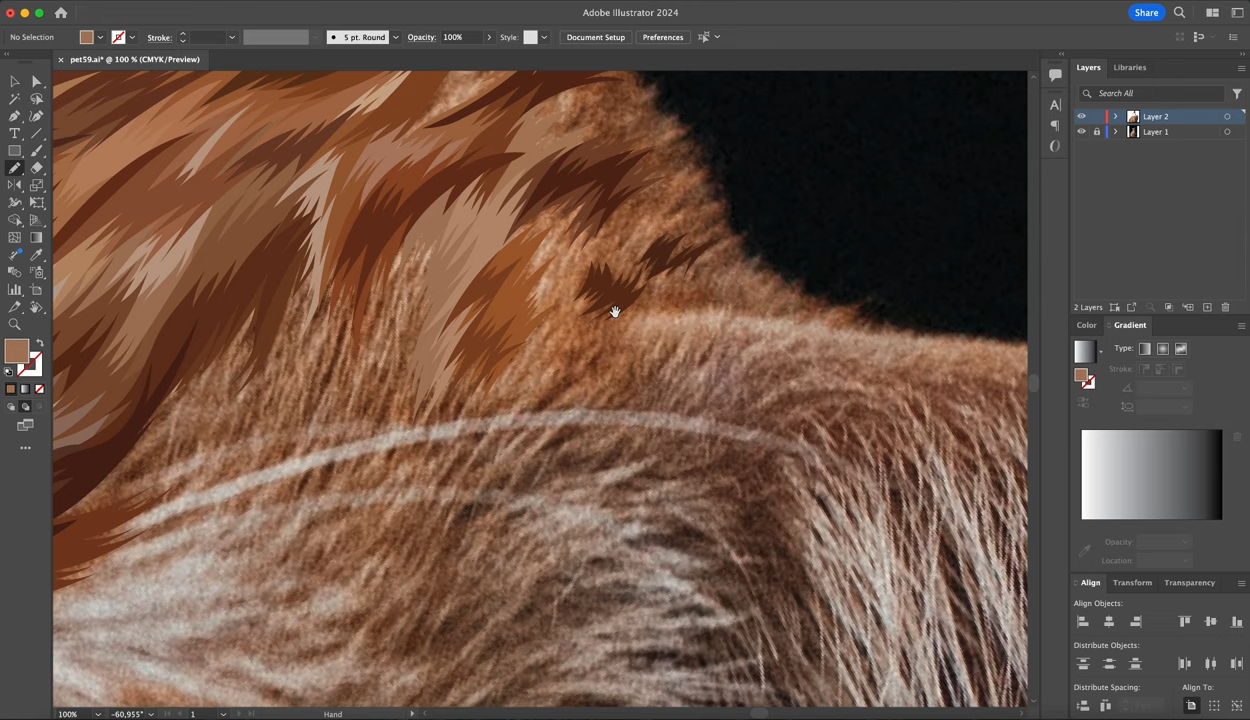 Adobe Illustrator 2024
Share
No Selection
Stroke:
5 pt. Round
Opacity:
100%
Style:
Document Setup
Preferences
pet59.ai* @ 100 % (CMYK/Preview)
Layers
Libraries
Search All
Layer 2
Layer 1
2 Layers
Color
Gradient
Type:
Stroke:
Opacity:
Location:
Align
Transform
Transparency
Align Objects:
Distribute Objects:
Distribute Spacing:
Align To:
100%
-60,955°
1
Hand